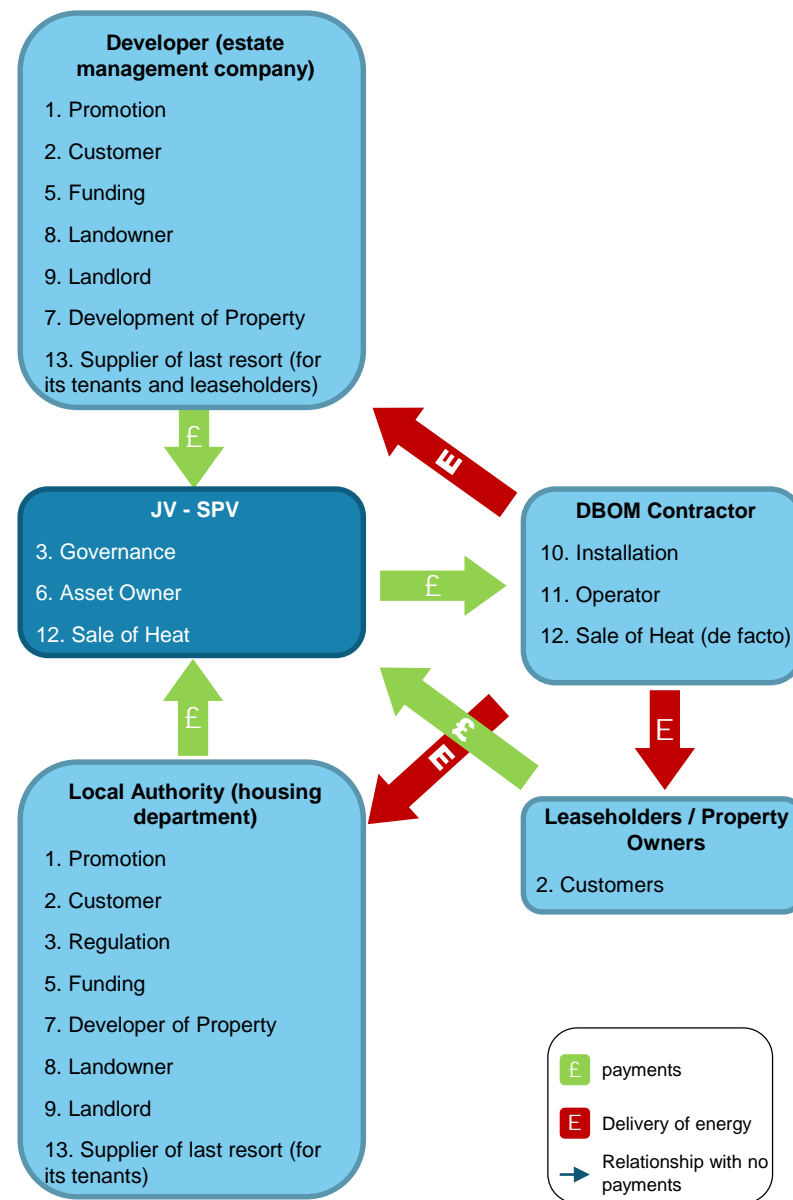 Developer (estate
management company)
1. Promotion
2. Customer
5. Funding
8. Landowner
9. Landlord
7. Development of Property
13. Supplier of last resort (for
its tenants and leaseholders)
£
E
JV - SPV
3. Governance
6. Asset Owner
12. Sale of Heat
£
DBOM Contractor
10. Installation
11. Operator
12. Sale of Heat (de facto)
£
£
E
E
Local Authority (housing
department)
1. Promotion
2. Customer
3. Regulation
5. Funding
7. Developer of Property
8. Landowner
9. Landlord
13. Supplier of last resort (for
its tenants)
Leaseholders / Property
Owners
2. Customers
£ payments
E Delivery of energy
Relationship with no
payments